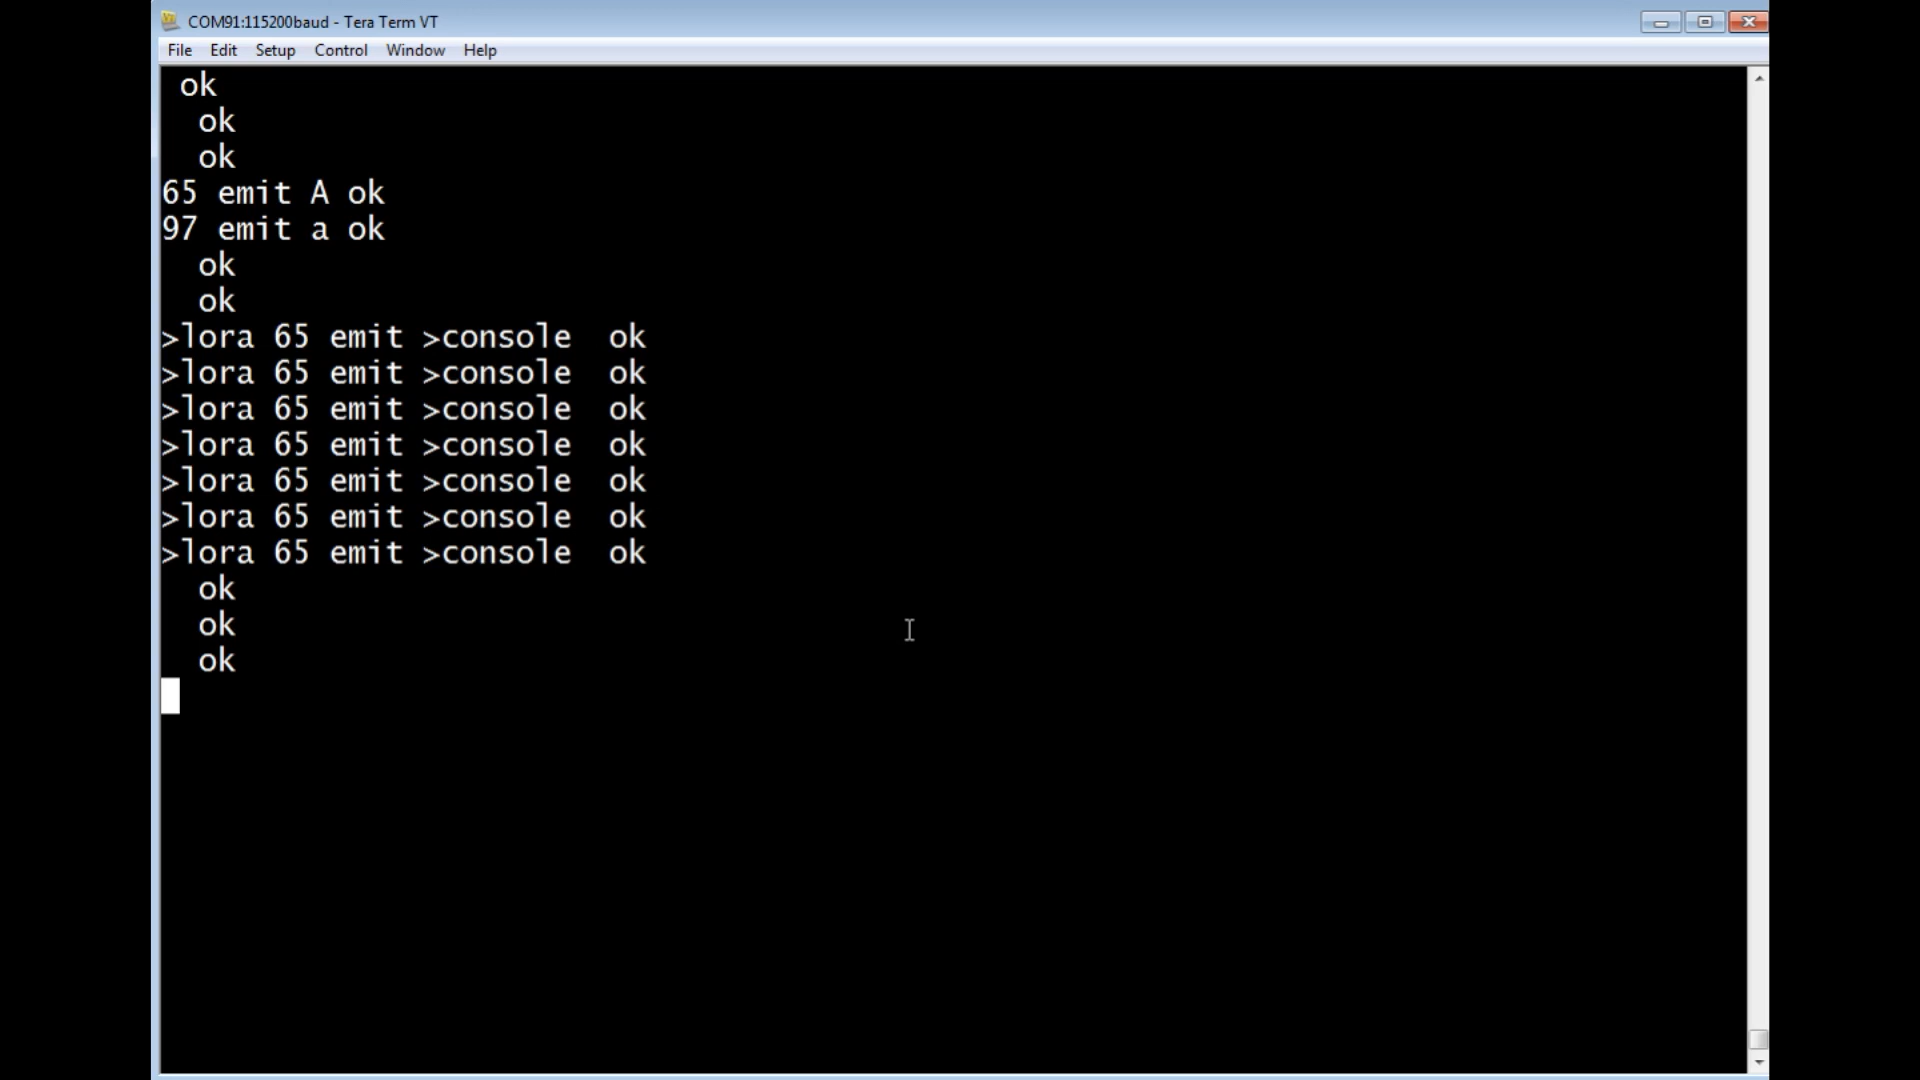 COM91:115200baud - Tera Term VT
File Edit Setup Control Window Help
ok
ok
ok
65 emit A ok
97 emit a ok
ok
ok
>lora 65 emit >console  ok
>lora 65 emit >console  ok
>lora 65 emit >console  ok
>lora 65 emit >console  ok
>lora 65 emit >console  ok
>lora 65 emit >console  ok
>lora 65 emit >console  ok
ok
ok
ok